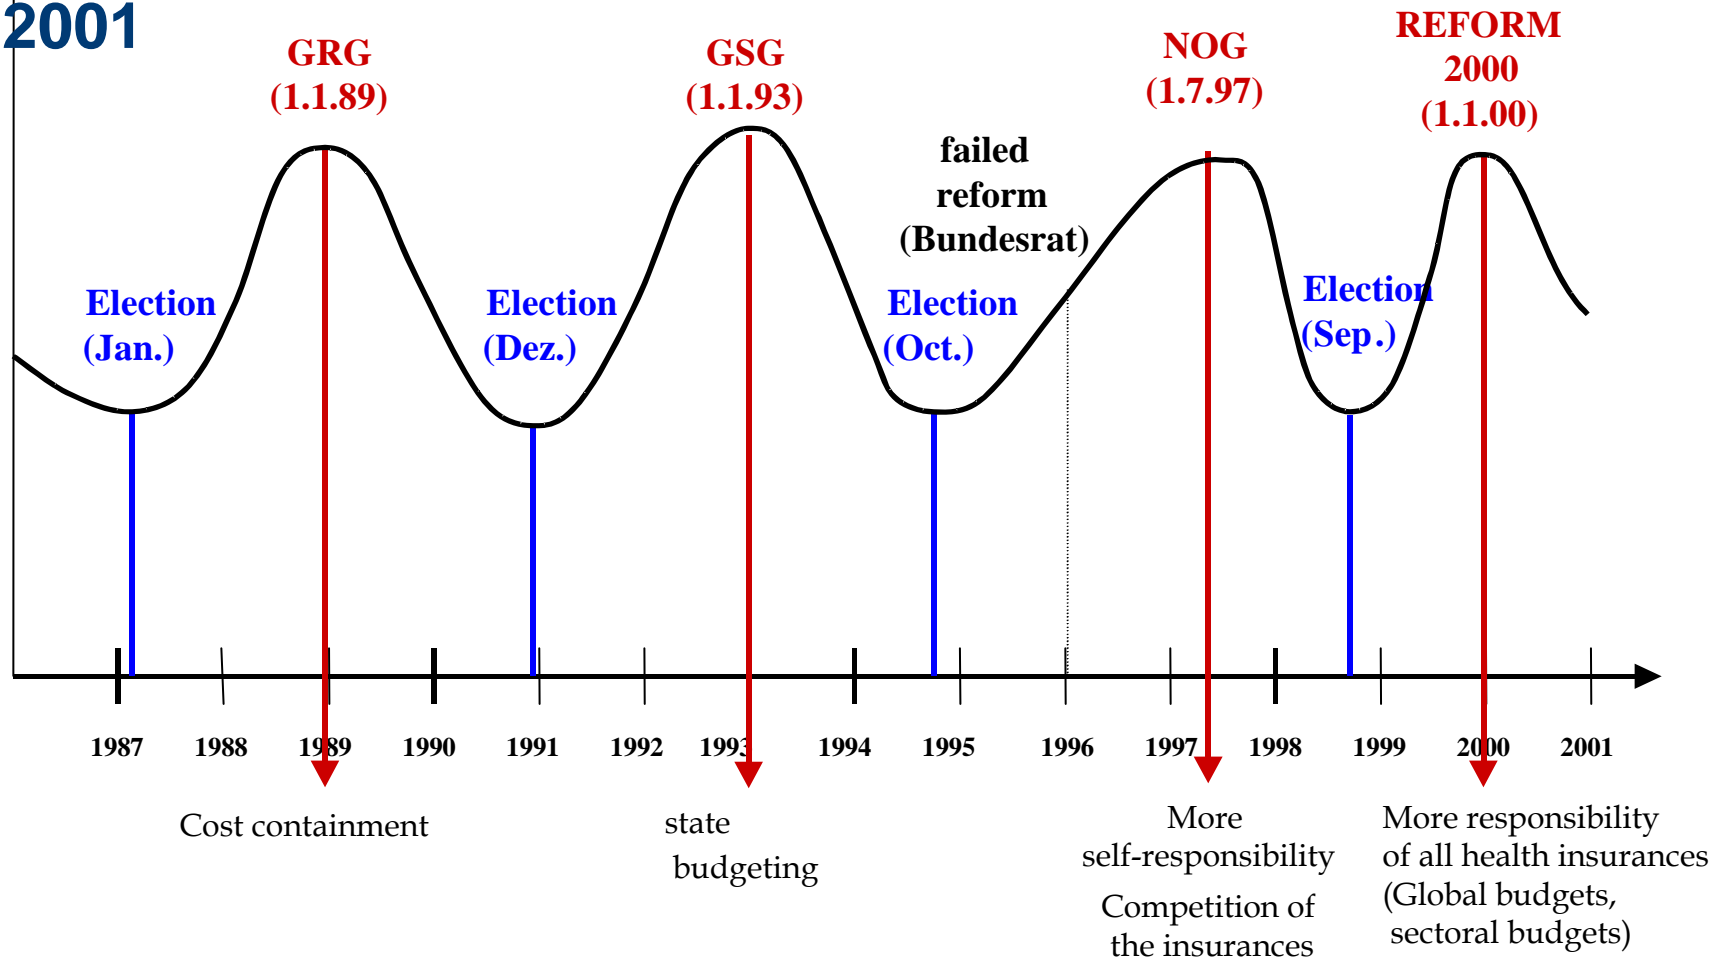 2001
GRG
(1.1.89)
GSG
(1.1.93)
NOG
(1.7.97)
REFORM
2000
(1.1.00)
failed
reform
(Bundesrat)
Election
(Jan.)
Election
(Dez.)
Election
(Oct.)
Election
(Sep.)
1987 1988 1989 1990 1991 1992 1993 1994 1995 1996 1997 1998 1999 2000 2001
Cost containment
state
budgeting
More
self-responsibility
Competition of
the insurances
More responsibility
of all health insurances
(Global budgets,
sectoral budgets)